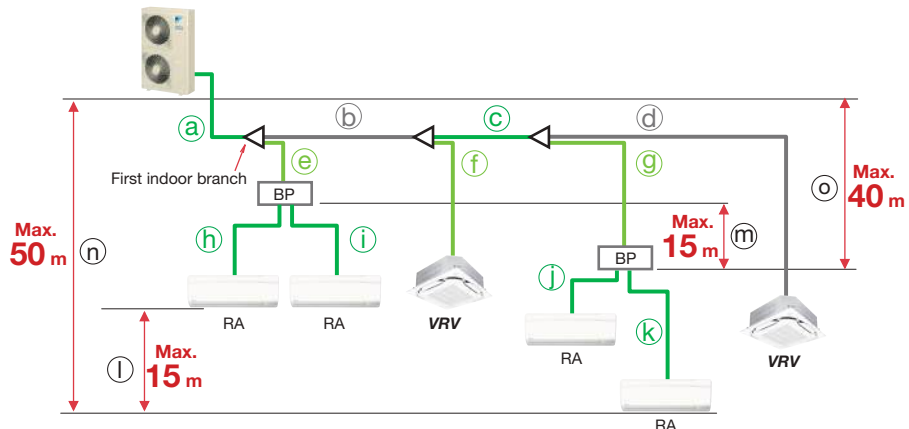 ⓐ
ⓑ
ⓒ
ⓓ
First indoor branch
ⓔ
ⓕ
ⓖ
ⓞ
Max.
40 m
BP
Max.
50 m
ⓝ
ⓗ
ⓘ
Max.
15 m
ⓜ
BP
ⓙ
RA
RA
VRV
ⓚ
RA
VRV
ⓛ
Max.
15 m
RA